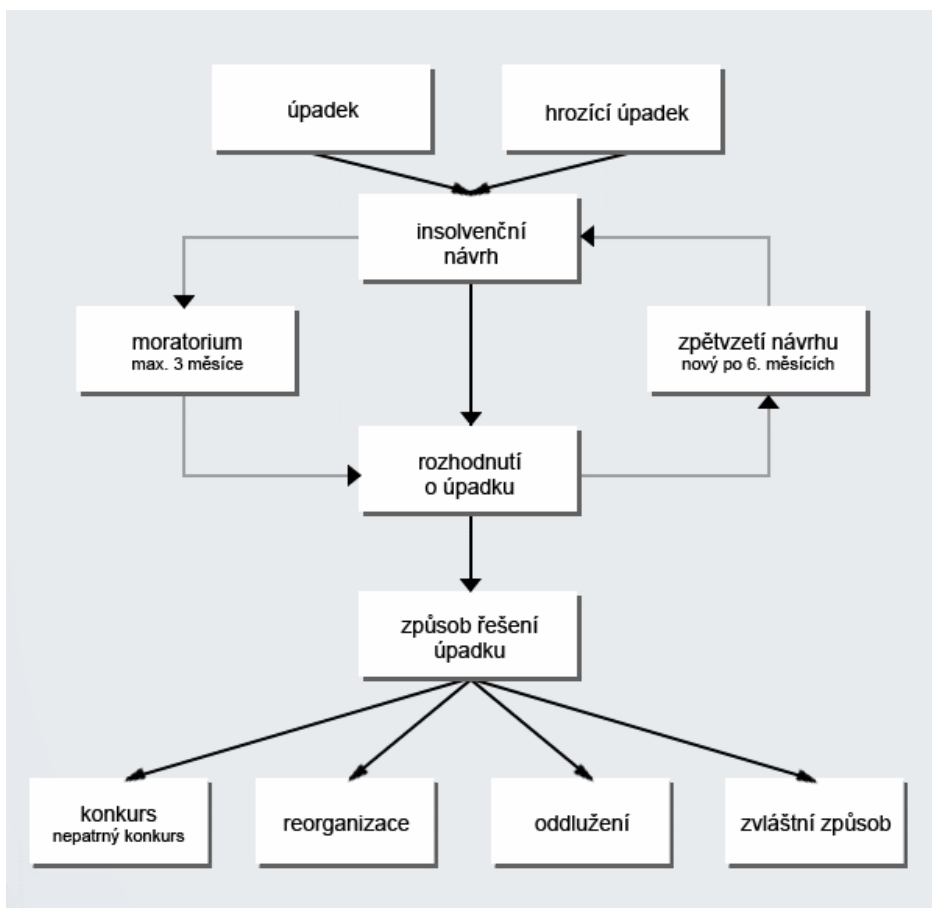 úpadek
hrozící úpadek
insolvenční
návrh
moratorium
max. 3 měsíce
zpětvzetí návrhu
nový po 6. měsících
rozhodnutí
o úpadku
způsob řešení
úpadku
konkurs
nepatrný konkurs
reorganizace
oddlužení
zvláštní způsob